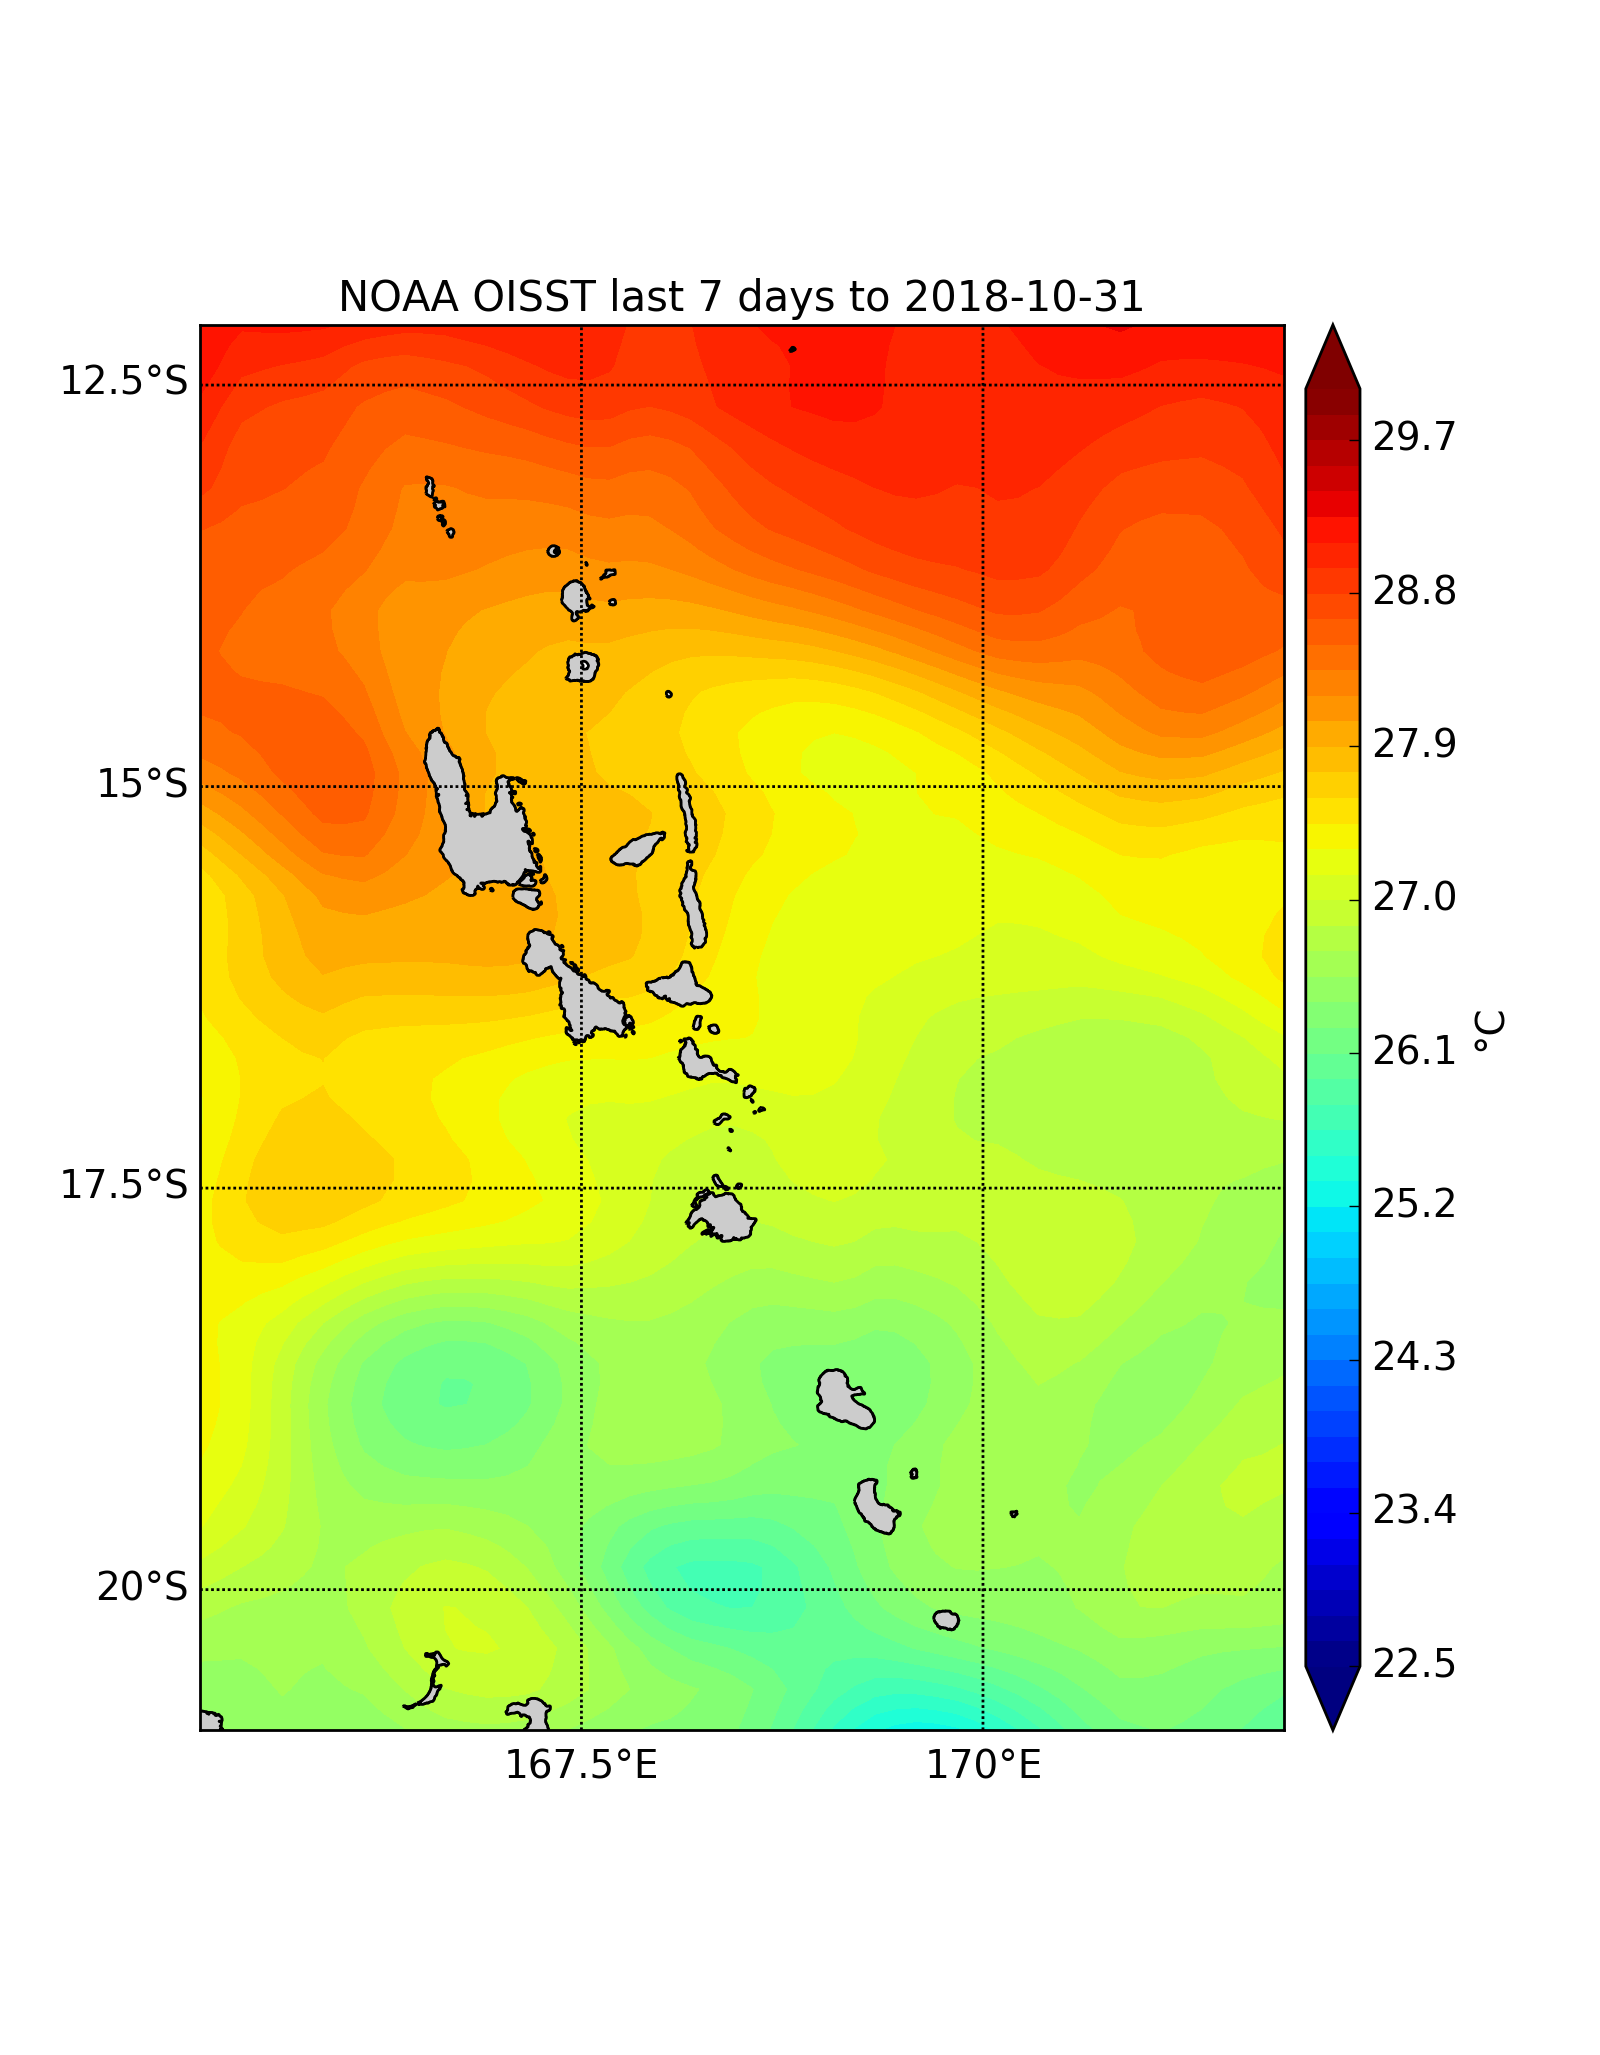 NOAA OISST last 7 days to 2018-10-31
12.5°S
15°S
17.5°S
20°S
167.5°E
170°E
29.7
28.8
27.9
27.0
26.1
25.2
24.3
23.4
22.5
°C